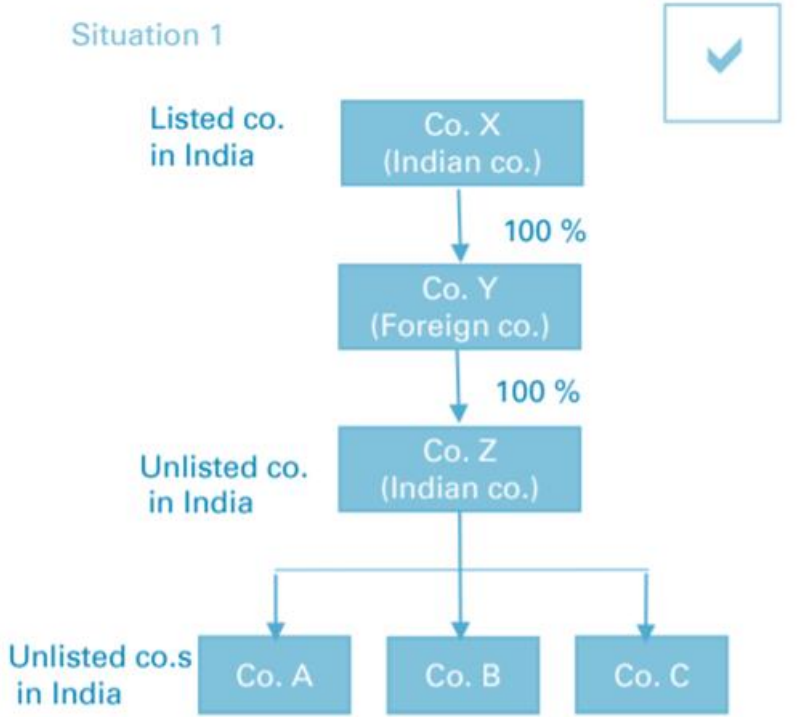 Situation 1
Listed co.
in India
Co. X
(Indian co.)
100 %
Co. Y
(Foreign co.)
100 %
Unlisted co.
in India
Co. Z
(Indian co.)
Unlisted co.s
in India
Co. A
Co. B
Co. C